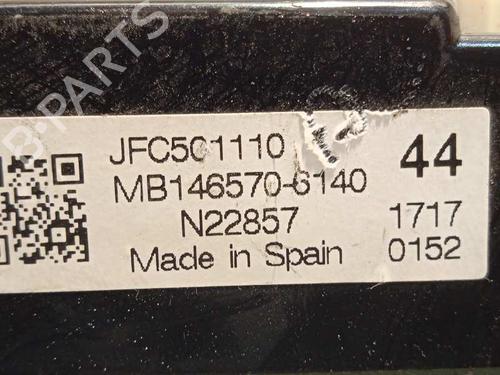 B-PARTS
JFC501110
44
MB146570-6140
N22857
1717
Made in Spain
0152